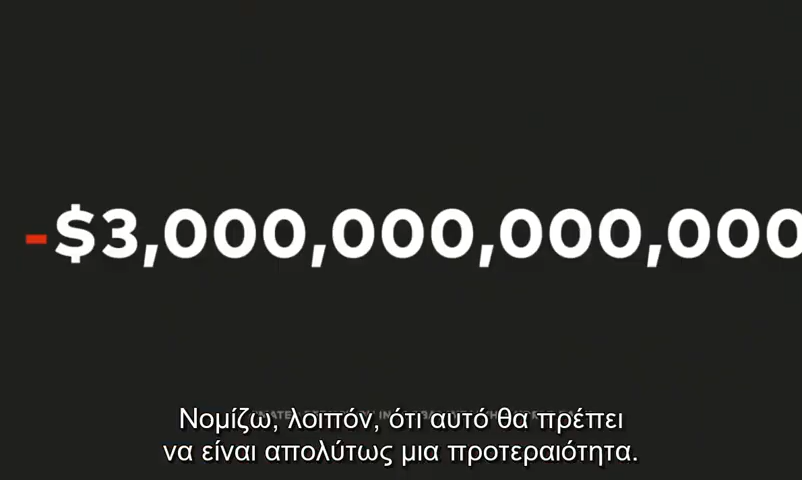 -$3,000,000,000,000
Νομίζω, λοιπόν, ότι αυτό θα πρέπει
να είναι απολύτως μια προτεραιότητα.